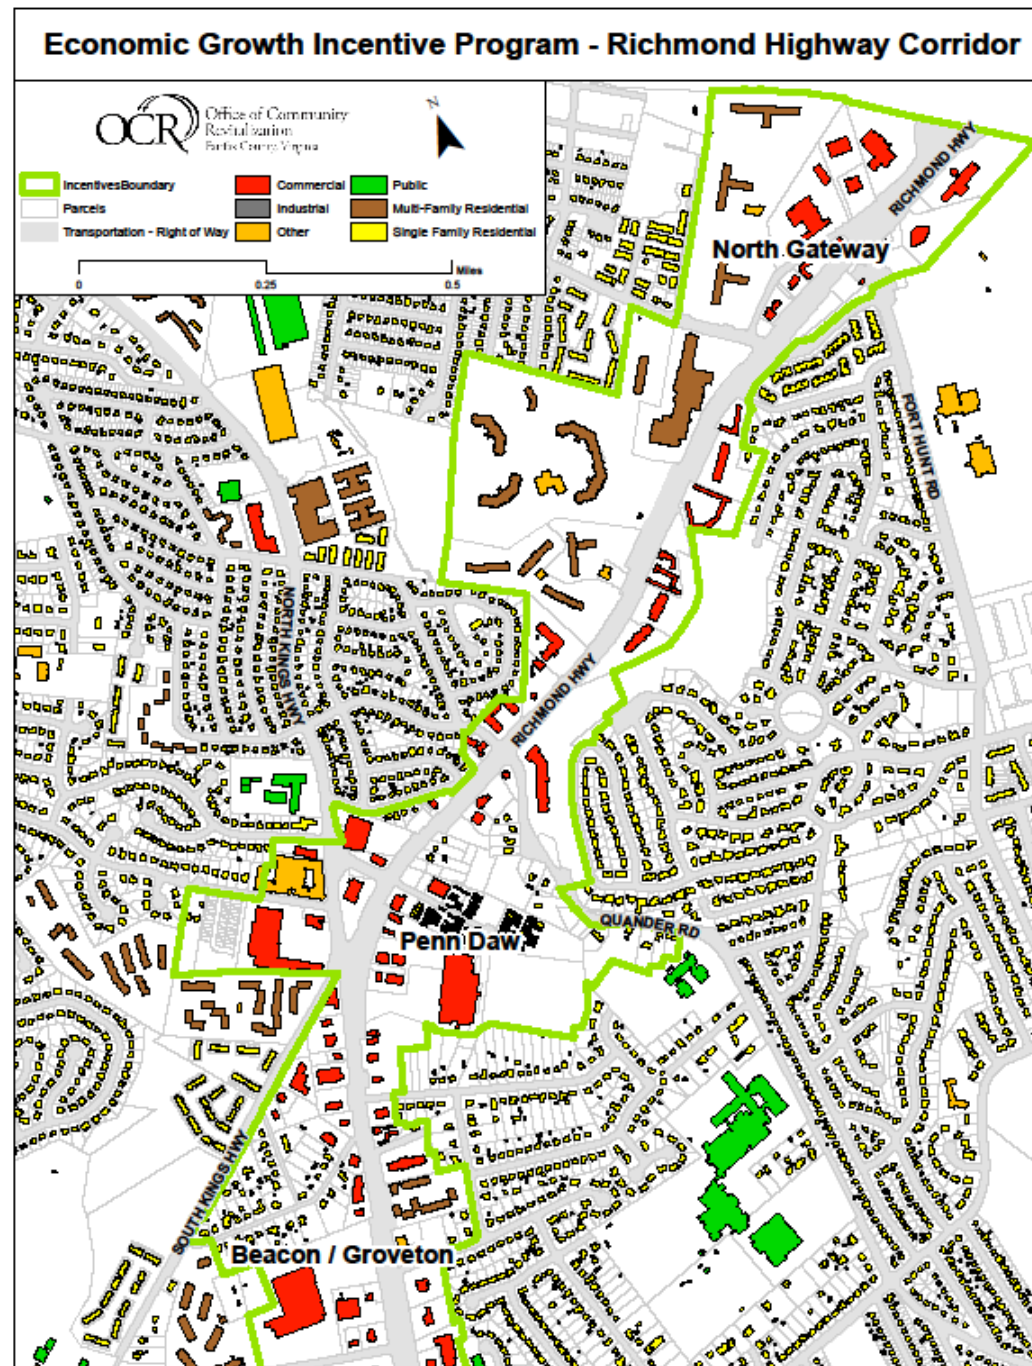 Economic Growth Incentive Program - Richmond Highway Corridor
OCR
Office of Community
Revitalization
Fairfax County, Virginia
N
IncentivesBoundary
Commercial
Public
Parcels
Industrial
Multi-Family Residential
Transportation - Right of Way
Other
Single Family Residential
Miles
0
0.25
0.5
RICHMOND HWY
North Gateway
FORT HUNT RD
NORTH KINGS HWY
RICHMOND HWY
QUANDER RD
Penn Daw
SOUTH KINGS HWY
Beacon / Groveton